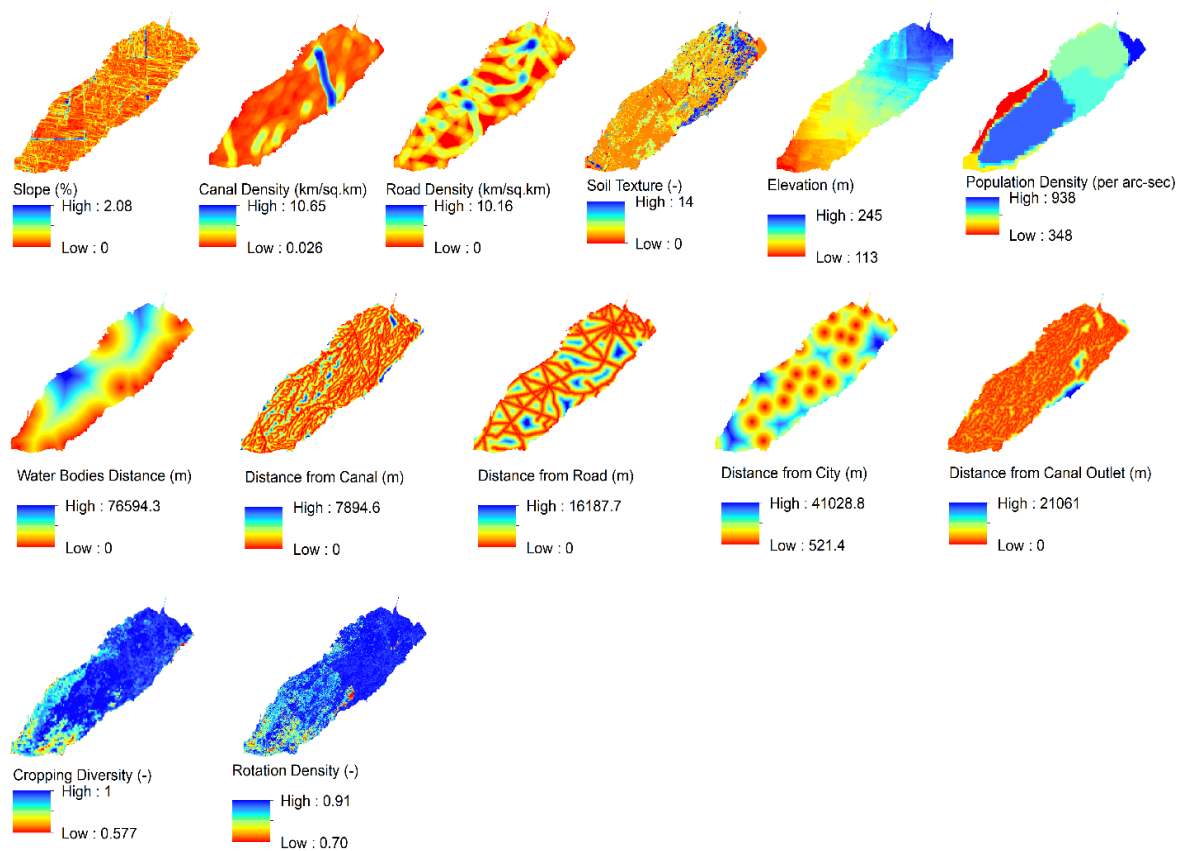 Slope (%)
High : 2.08
Low : 0
Canal Density (km/sq.km)
High : 10.65
Low : 0.026
Road Density (km/sq.km)
High : 10.16
Low : 0
Soil Texture (-)
High : 14
Low : 0
Elevation (m)
High : 245
Low : 113
Population Density (per arc-sec)
High : 938
Low : 348
Water Bodies Distance (m)
High : 76594.3
Low : 0
Distance from Canal (m)
High : 7894.6
Low : 0
Distance from Road (m)
High : 16187.7
Low : 0
Distance from City (m)
High : 41028.8
Low : 521.4
Distance from Canal Outlet (m)
High : 21061
Low : 0
Cropping Diversity (-)
High : 1
Low : 0.577
Rotation Density (-)
High : 0.91
Low : 0.70